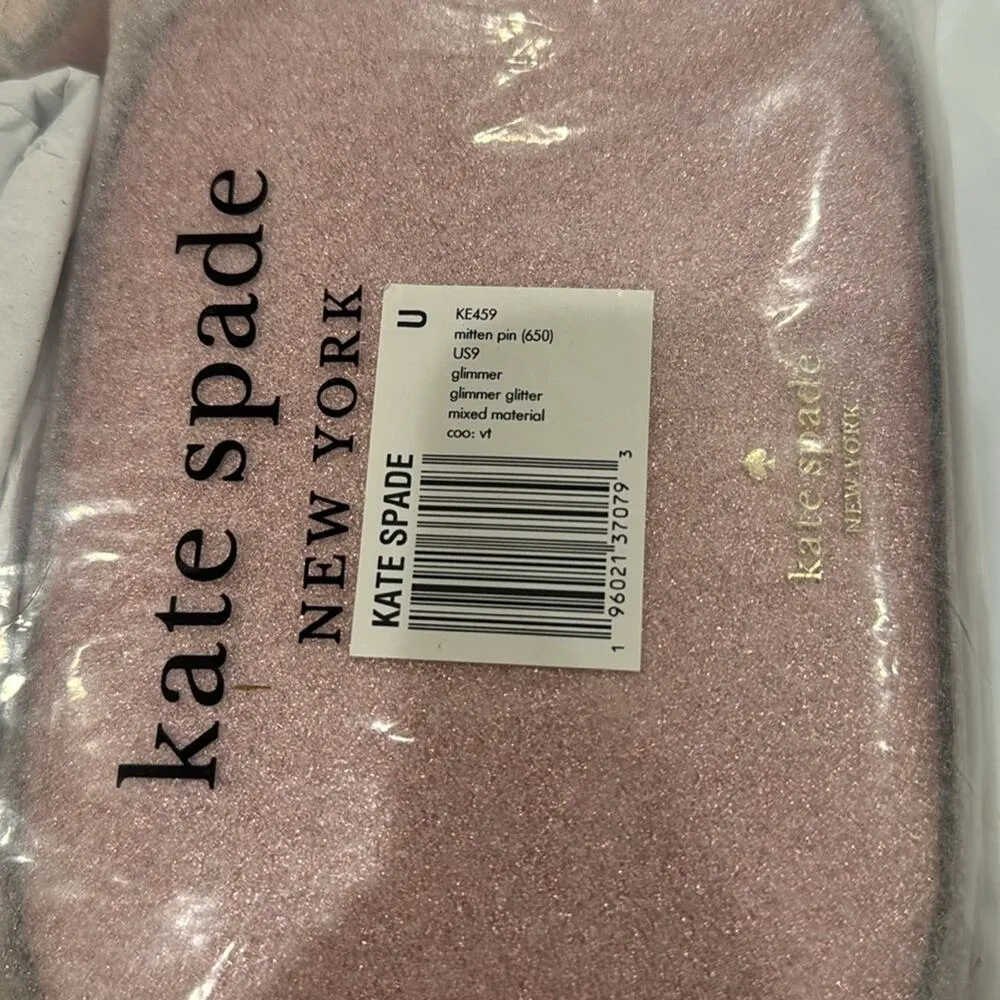 kate spade
NEW YORK
U
KE459
mitten pin (650)
US9
glimmer
glimmer glitter
mixed material
coo: vt
KATE SPADE
1 96021 37079 3
kate spade
NEW YORK